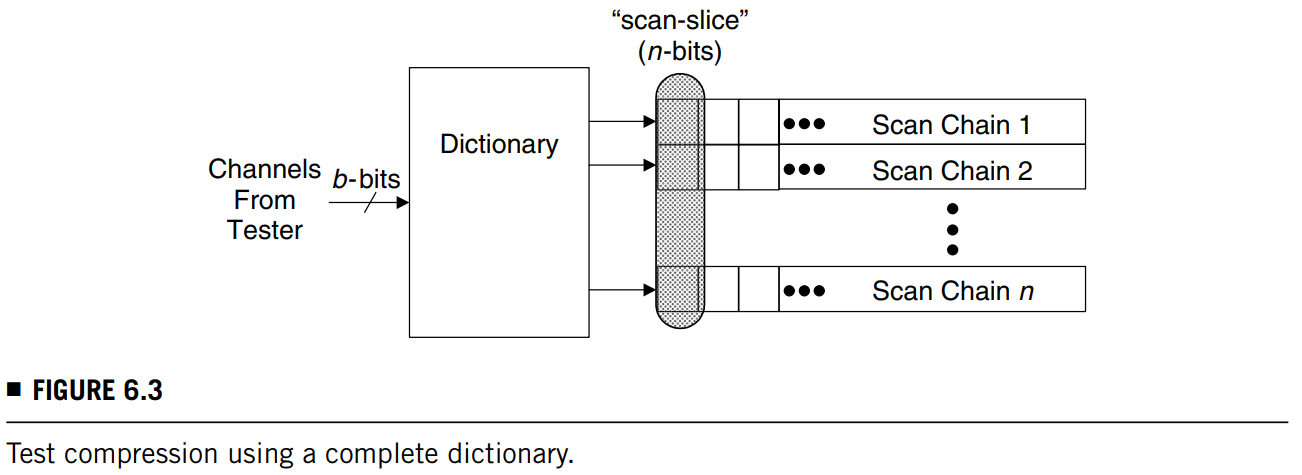 “scan-slice”
(n-bits)
Dictionary
Channels
From
Tester
b-bits
Scan Chain 1
Scan Chain 2
Scan Chain n
■ FIGURE 6.3
Test compression using a complete dictionary.